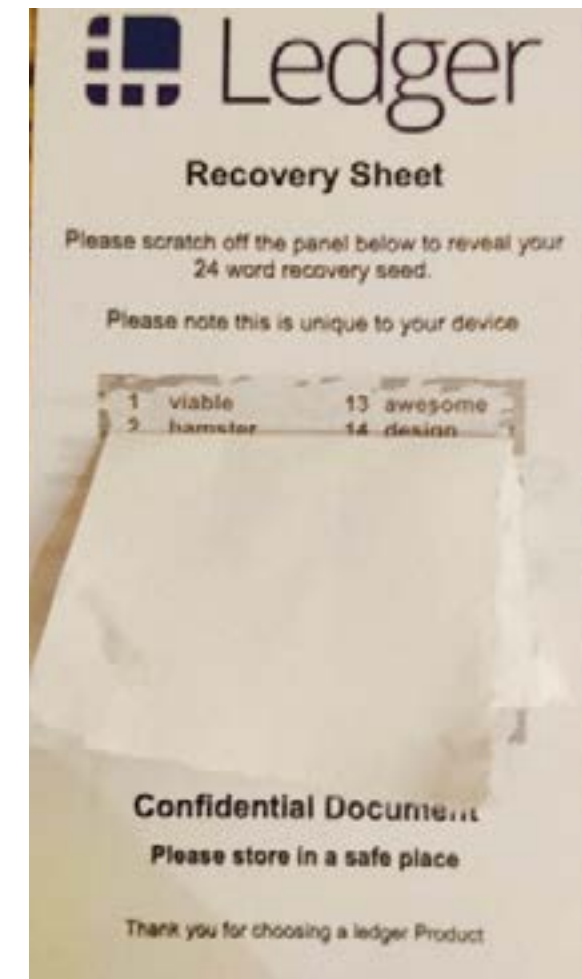 Ledger
Recovery Sheet
Please scratch off the panel below to reveal your
24 word recovery seed.
Please note this is unique to your device
1 viable 13 awesome
2 hamster 14 design
Confidential Document
Please store in a safe place
Thank you for choosing a ledger Product